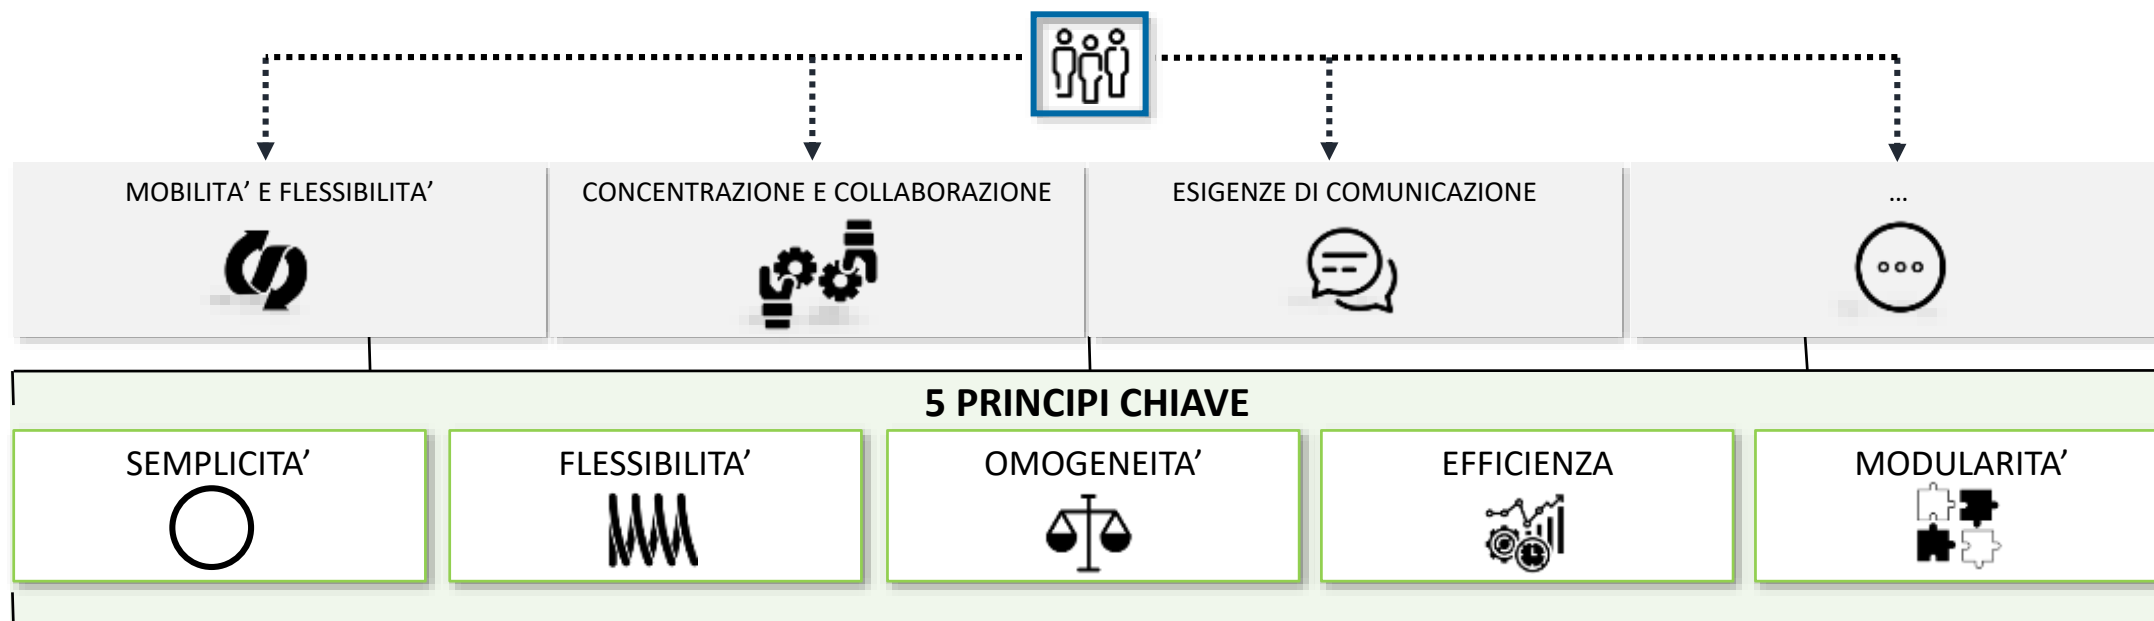 MOBILITA’ E FLESSIBILITA’
CONCENTRAZIONE E COLLABORAZIONE
ESIGENZE DI COMUNICAZIONE
…
5 PRINCIPI CHIAVE
SEMPLICITA’
FLESSIBILITA’
OMOGENEITA’
EFFICIENZA
MODULARITA’